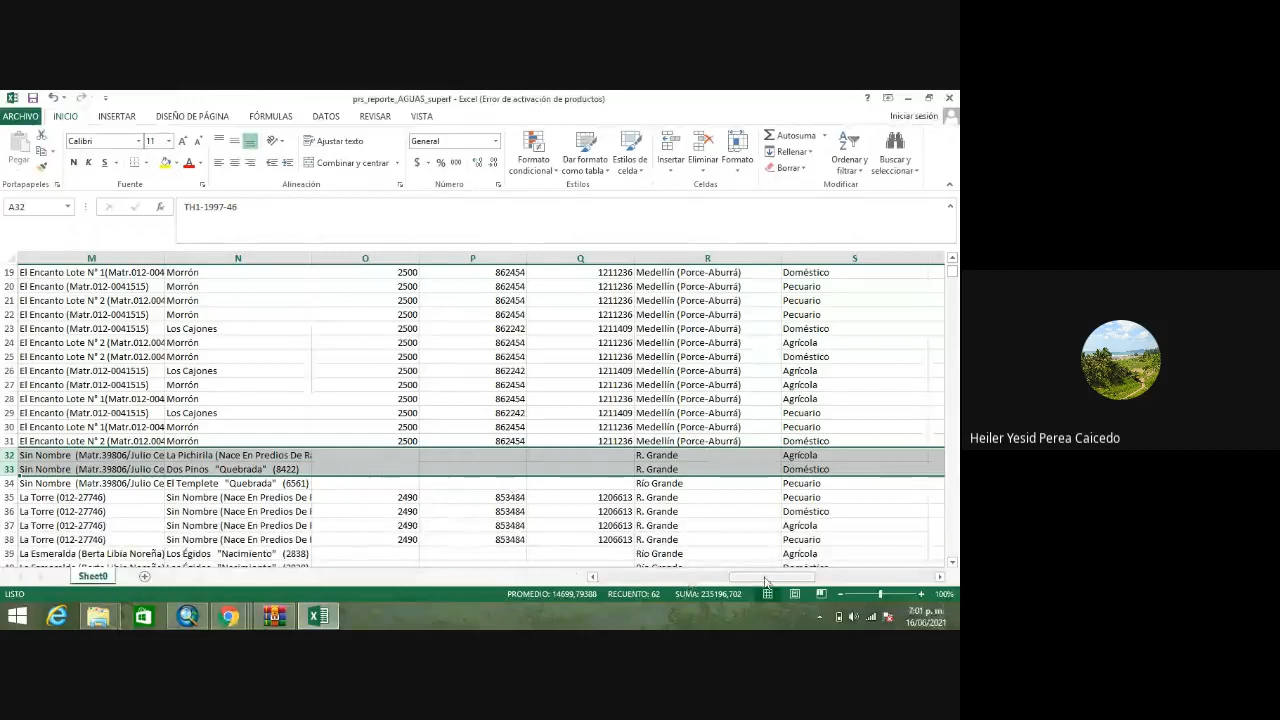 prs_reporte_AGUAS_superf - Excel (Error de activación de productos)
ARCHIVO INICIO INSERTAR DISEÑO DE PÁGINA FÓRMULAS DATOS REVISAR VISTA Iniciar sesión
Pegar Calibri 11 Ajustar texto General Autosuma
N K S Combinar y centrar $ % 000 Formato condicional Dar formato como tabla Estilos de celda Insertar Eliminar Formato Rellenar Borrar Ordenar y filtrar Buscar y seleccionar
Portapapeles Fuente Alineación Número Estilos Celdas Modificar
A32 fx TH1-1997-46
M N O P Q R S
19 El Encanto Lote N° 1(Matr.012-004 Morrón 2500 862454 1211236 Medellín (Porce-Aburrá) Doméstico
20 El Encanto (Matr.012-0041515) Morrón 2500 862454 1211236 Medellín (Porce-Aburrá) Pecuario
21 El Encanto Lote N° 2 (Matr.012.004 Morrón 2500 862454 1211236 Medellín (Porce-Aburrá) Pecuario
22 El Encanto (Matr.012-0041515) Morrón 2500 862454 1211236 Medellín (Porce-Aburrá) Pecuario
23 El Encanto (Matr.012-0041515) Los Cajones 2500 862242 1211409 Medellín (Porce-Aburrá) Doméstico
24 El Encanto Lote N° 2 (Matr.012-004 Morrón 2500 862454 1211236 Medellín (Porce-Aburrá) Agrícola
25 El Encanto Lote N° 2 (Matr.012-004 Morrón 2500 862454 1211236 Medellín (Porce-Aburrá) Doméstico
26 El Encanto (Matr.012-0041515) Los Cajones 2500 862242 1211409 Medellín (Porce-Aburrá) Agrícola
27 El Encanto (Matr.012-0041515) Morrón 2500 862454 1211236 Medellín (Porce-Aburrá) Agrícola
28 El Encanto Lote N° 1(Matr.012-004 Morrón 2500 862454 1211236 Medellín (Porce-Aburrá) Agrícola
29 El Encanto (Matr.012-0041515) Los Cajones 2500 862242 1211409 Medellín (Porce-Aburrá) Pecuario
30 El Encanto Lote N° 1(Matr.012-004 Morrón 2500 862454 1211236 Medellín (Porce-Aburrá) Pecuario
31 El Encanto Lote N° 2 (Matr.012-004 Morrón 2500 862454 1211236 Medellín (Porce-Aburrá) Doméstico
32 Sin Nombre (Matr.39806/Julio Ce La Pichirila (Nace En Predios De Ra R. Grande Agrícola
33 Sin Nombre (Matr.39806/Julio Ce Dos Pinos "Quebrada" (8422) R. Grande Doméstico
34 Sin Nombre (Matr.39806/Julio Ce El Templete "Quebrada" (6561) Río Grande Pecuario
35 La Torre (012-27746) Sin Nombre (Nace En Predios De F 2490 853484 1206613 R. Grande Pecuario
36 La Torre (012-27746) Sin Nombre (Nace En Predios De F 2490 853484 1206613 R. Grande Doméstico
37 La Torre (012-27746) Sin Nombre (Nace En Predios De F 2490 853484 1206613 R. Grande Agrícola
38 La Torre (012-27746) Sin Nombre (Nace En Predios De F 2490 853484 1206613 R. Grande Pecuario
39 La Esmeralda (Berta Libia Noreña) Los Égidos "Nacimiento" (2838) Río Grande Agrícola
Sheet0
LISTO PROMEDIO: 14699,79388 RECUENTO: 62 SUMA: 235196,702 100%
7:01 p. m.
16/06/2021
Heiler Yesid Perea Caicedo